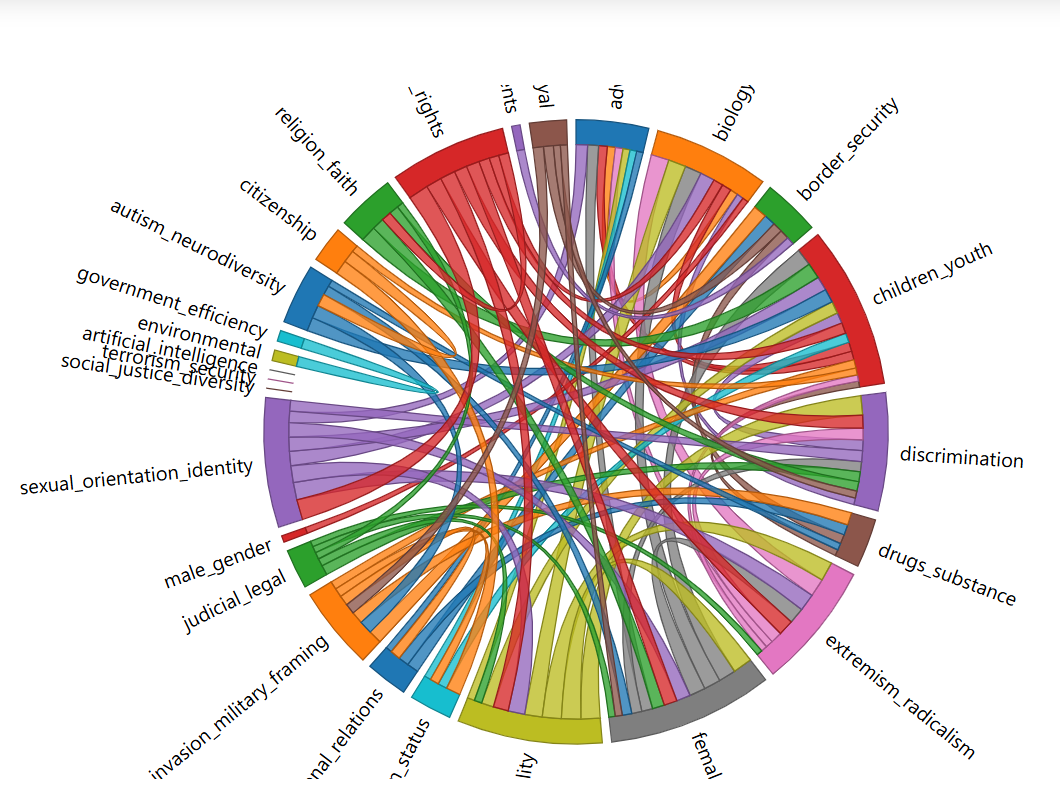 _rights
nts
yal
ad
biology
border_security
children_youth
discrimination
drugs_substance
extremism_radicalism
femal
lity
n_status
nal_relations
invasion_military_framing
judicial_legal
male_gender
sexual_orientation_identity
social_justice_diversity
terrorism_security
artificial_intelligence
environmental
government_efficiency
autism_neurodiversity
citizenship
religion_faith